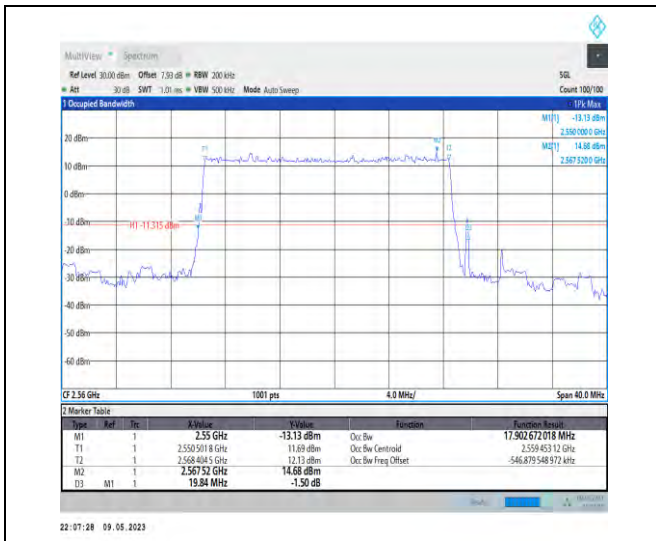 MultiView Spectrum
Ref Level 30.00 dBm Offset 7.93 dB RBW 200 kHz SGL
Att 30 dB SWT 1.01 ms VBW 500 kHz Mode Auto Sweep Count 100/100
1 Occupied Bandwidth 1Pk Max
M1[1] -13.13 dBm
2.550 000 0 GHz
M2[1] 14.68 dBm
2.567 520 0 GHz
20 dBm
T1
M2
T2
10 dBm
0 dBm
-10 dBm
H1 -11.315 dBm
-20 dBm
-30 dBm
-40 dBm
-50 dBm
-60 dBm
CF 2.56 GHz 1001 pts 4.0 MHz/ Span 40.0 MHz
2 Marker Table
Type Ref Trc X-Value Y-Value Function Function Result
M1 1 2.55 GHz -13.13 dBm Occ Bw 17.902 672 018 MHz
T1 1 2.550 501 8 GHz 11.69 dBm Occ Bw Centroid 2.559 453 12 GHz
T2 1 2.568 404 5 GHz 12.13 dBm Occ Bw Freq Offset -546.879 548 972 kHz
M2 1 2.567 52 GHz 14.68 dBm
D3 M1 1 19.84 MHz -1.50 dB
22:07:28 09.05.2023